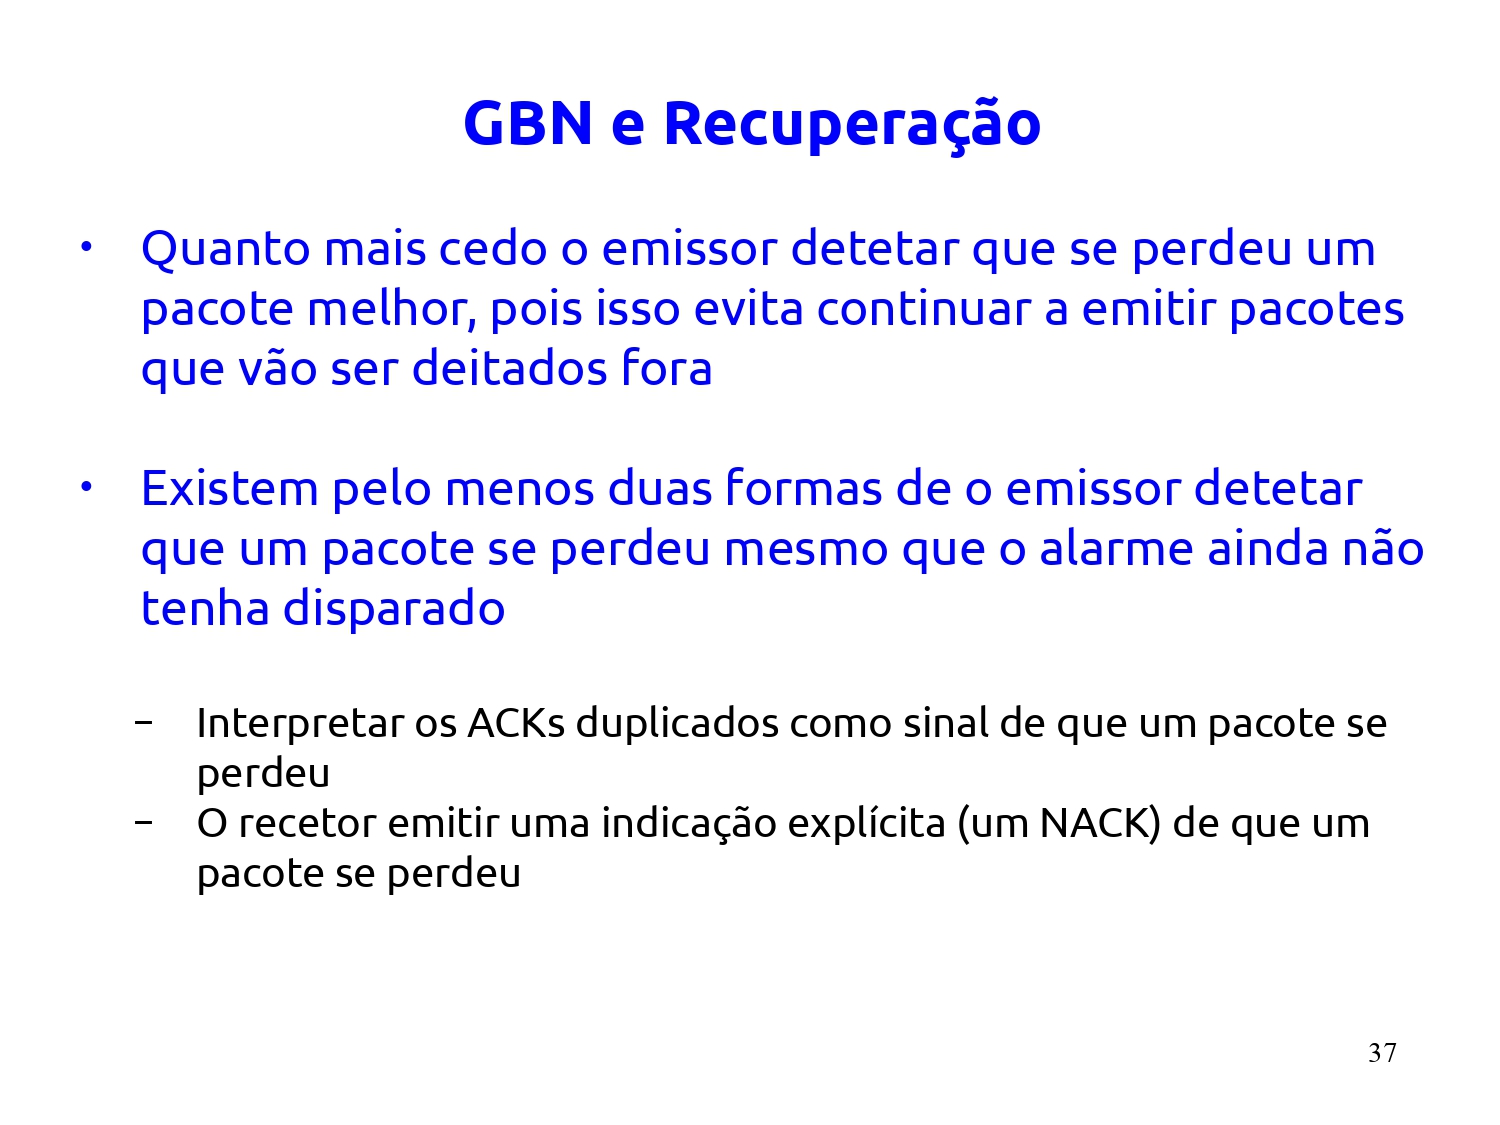 GBN e Recuperação
• Quanto mais cedo o emissor detetar que se perdeu um
pacote melhor, pois isso evita continuar a emitir pacotes
que vão ser deitados fora
• Existem pelo menos duas formas de o emissor detetar
que um pacote se perdeu mesmo que o alarme ainda não
tenha disparado
– Interpretar os ACKs duplicados como sinal de que um pacote se
perdeu
– O recetor emitir uma indicação explícita (um NACK) de que um
pacote se perdeu
37